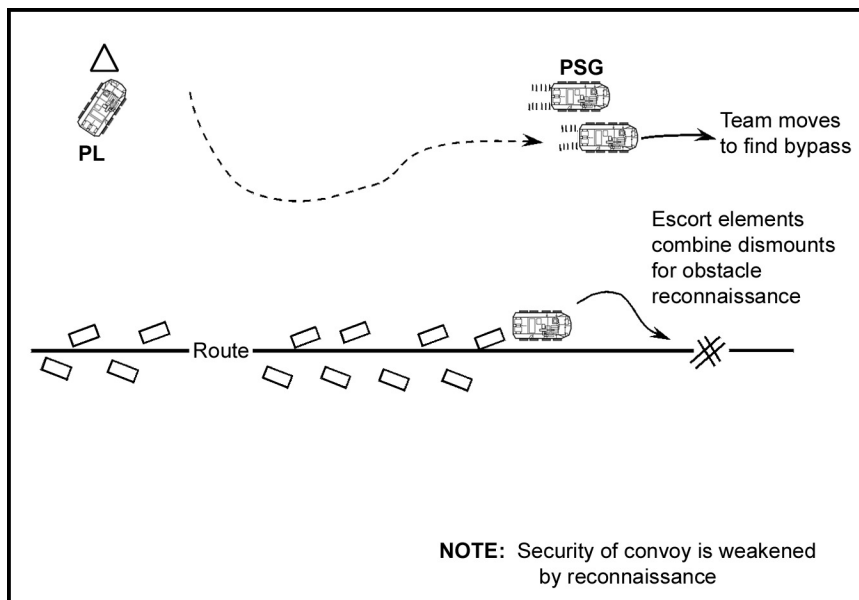 PSG
PL
Team moves
to find bypass
Escort elements
combine dismounts
for obstacle
reconnaissance
Route
NOTE: Security of convoy is weakened
by reconnaissance